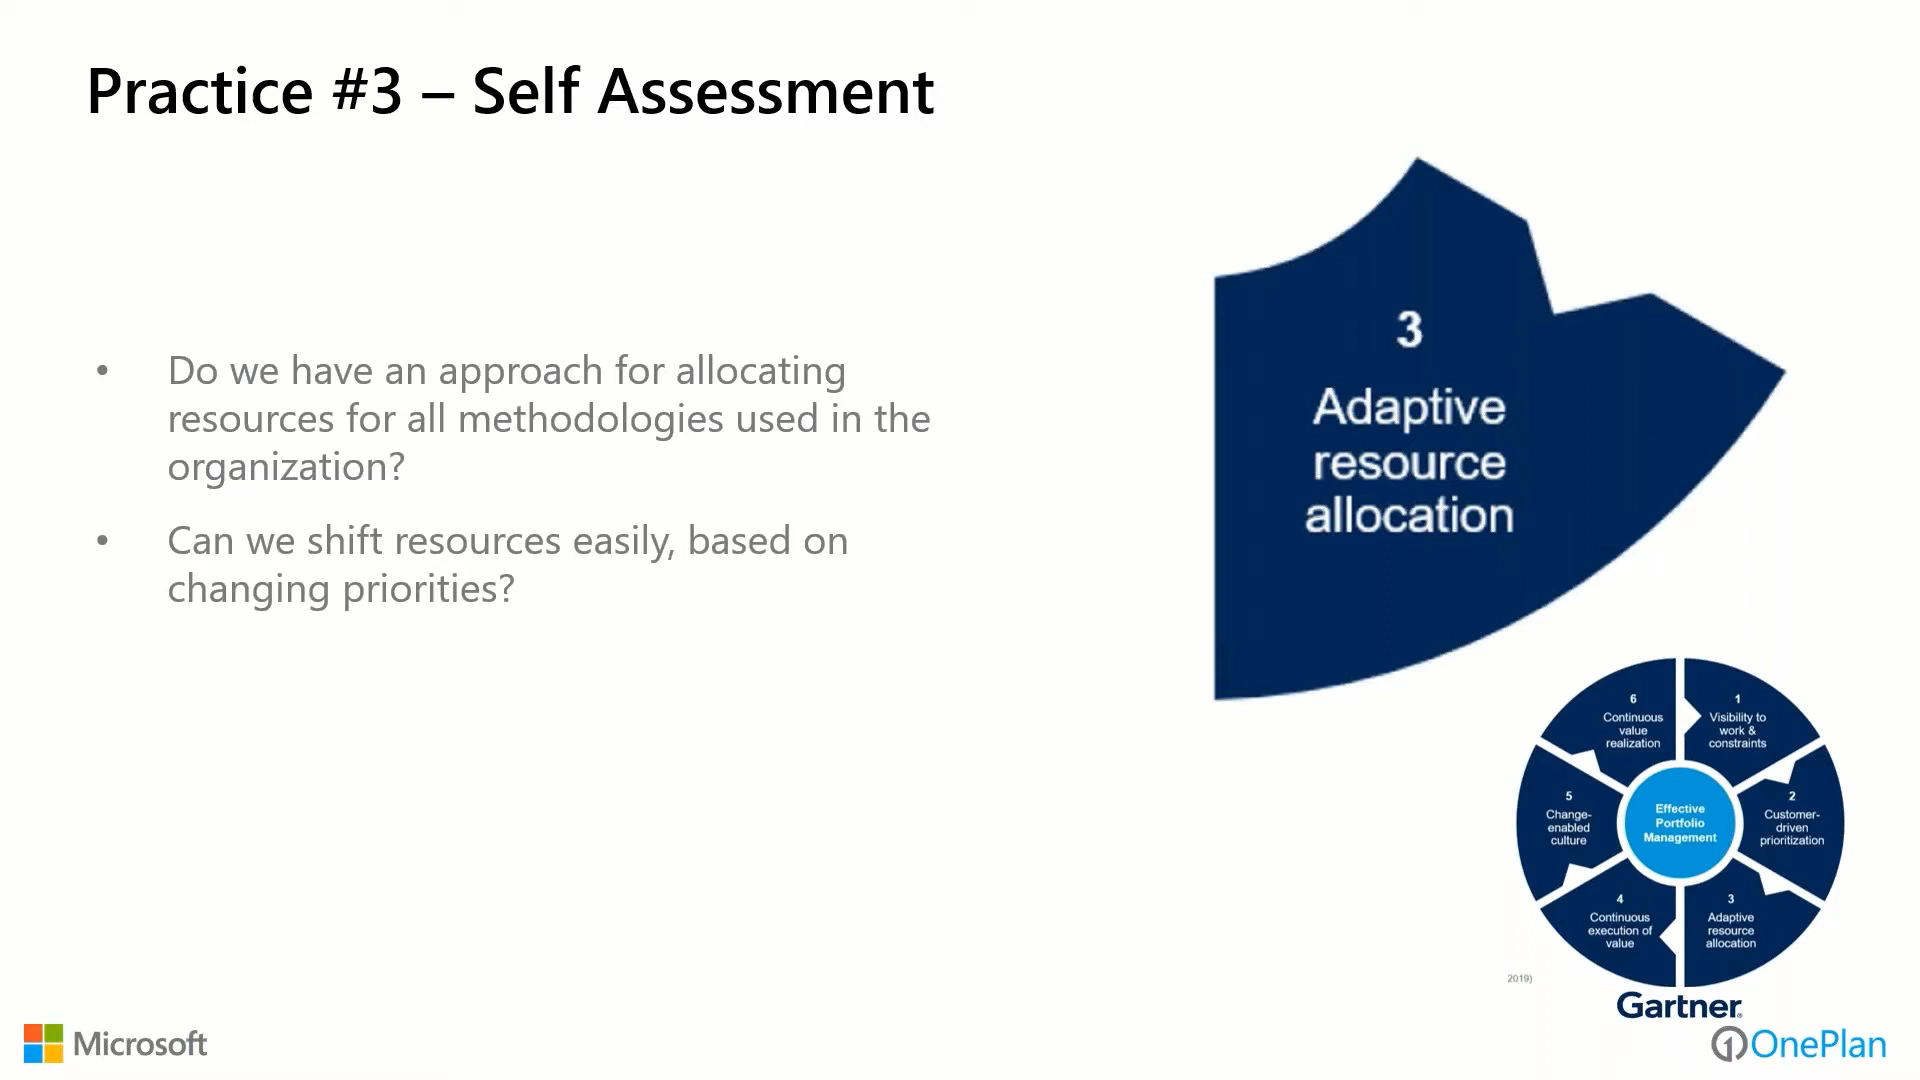 Practice #3 – Self Assessment
• Do we have an approach for allocating
resources for all methodologies used in the
organization?
• Can we shift resources easily, based on
changing priorities?
3
Adaptive
resource
allocation
6
Continuous
value
realization
1
Visibility to
work &
constraints
5
Change-
enabled
culture
Effective
Portfolio
Management
2
Customer-
driven
prioritization
4
Continuous
execution of
value
3
Adaptive
resource
allocation
2019)
Gartner®
Microsoft
1 OnePlan